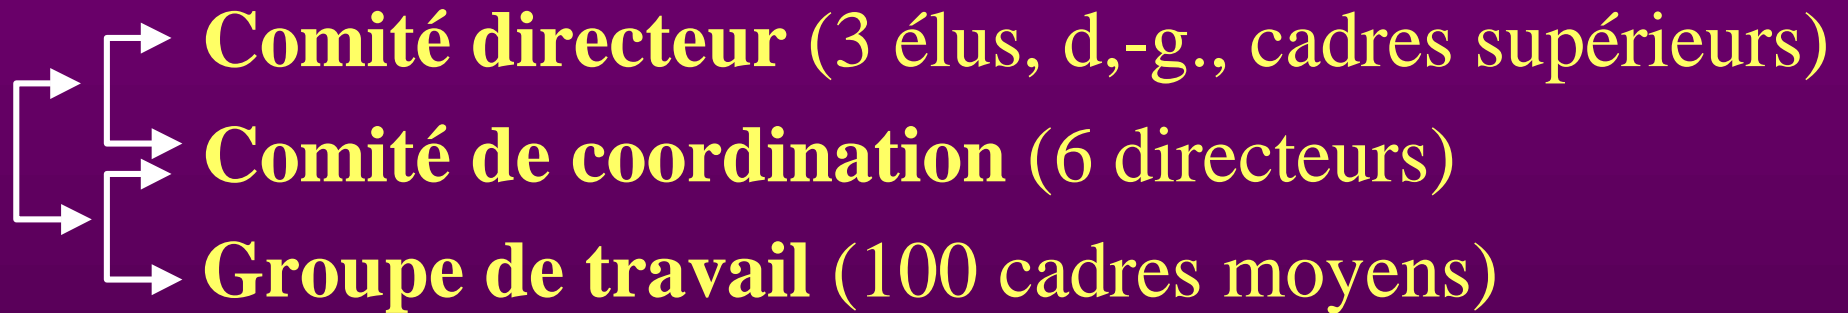 Comité directeur (3 élus, d,-g., cadres supérieurs)
Comité de coordination (6 directeurs)
Groupe de travail (100 cadres moyens)